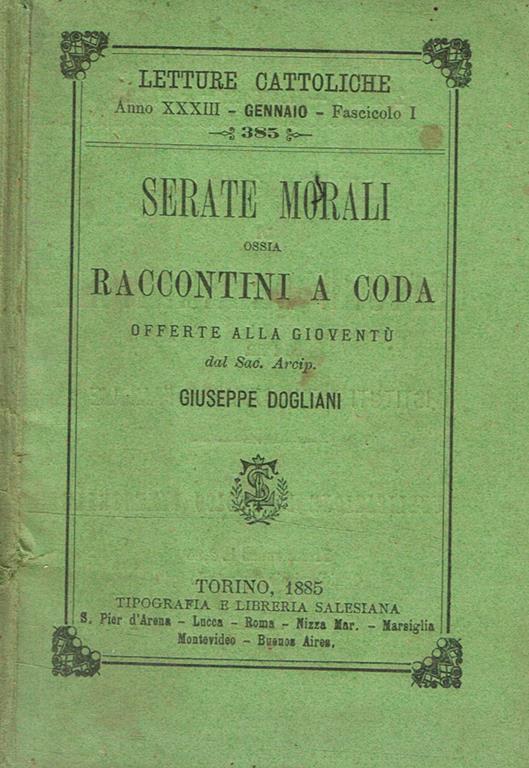 LETTURE CATTOLICHE
Anno XXXIII - GENNAIO - Fascicolo I
385
SERATE MORALI
OSSIA
RACCONTINI A CODA
OFFERTE ALLA GIOVENTÙ
dal Sac. Arcip.
GIUSEPPE DOGLIANI
TORINO, 1885
TIPOGRAFIA E LIBRERIA SALESIANA
S. Pier d'Arena - Lucca - Roma - Nizza Mar. - Marsiglia
Montevideo - Buenos Aires.